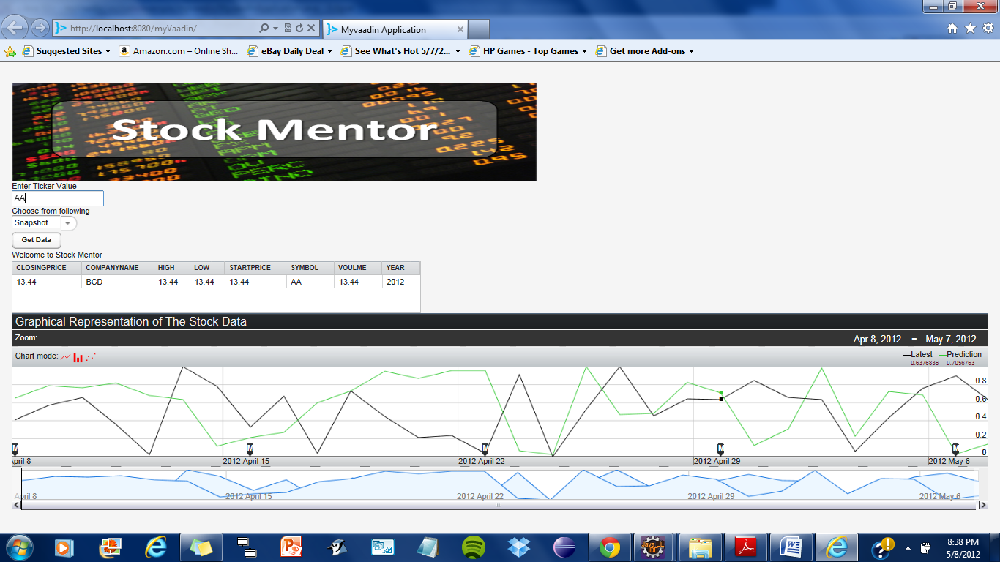 http://localhost:8080/myVaadin/
Myvaadin Application
Suggested Sites
Amazon.com – Online Sh...
eBay Daily Deal
See What's Hot 5/7/2...
HP Games - Top Games
Get more Add-ons
Stock Mentor
Enter Ticker Value
AA
Choose from following
Snapshot
Get Data
Welcome to Stock Mentor
CLOSINGPRICE COMPANYNAME HIGH LOW STARTPRICE SYMBOL VOULME YEAR
13.44 BCD 13.44 13.44 13.44 AA 13.44 2012
Graphical Representation of The Stock Data
Zoom:
Apr 8, 2012 – May 7, 2012
Chart mode:
Latest Prediction
0.6376836 0.7056763
0.8
0.6
0.4
0.2
0
M M M M M
April 8 2012 April 15 2012 April 22 2012 April 29 2012 May 6
April 8 2012 April 15 2012 April 22 2012 April 29 2012 May 6
Java EE
IDE
8:38 PM
5/8/2012